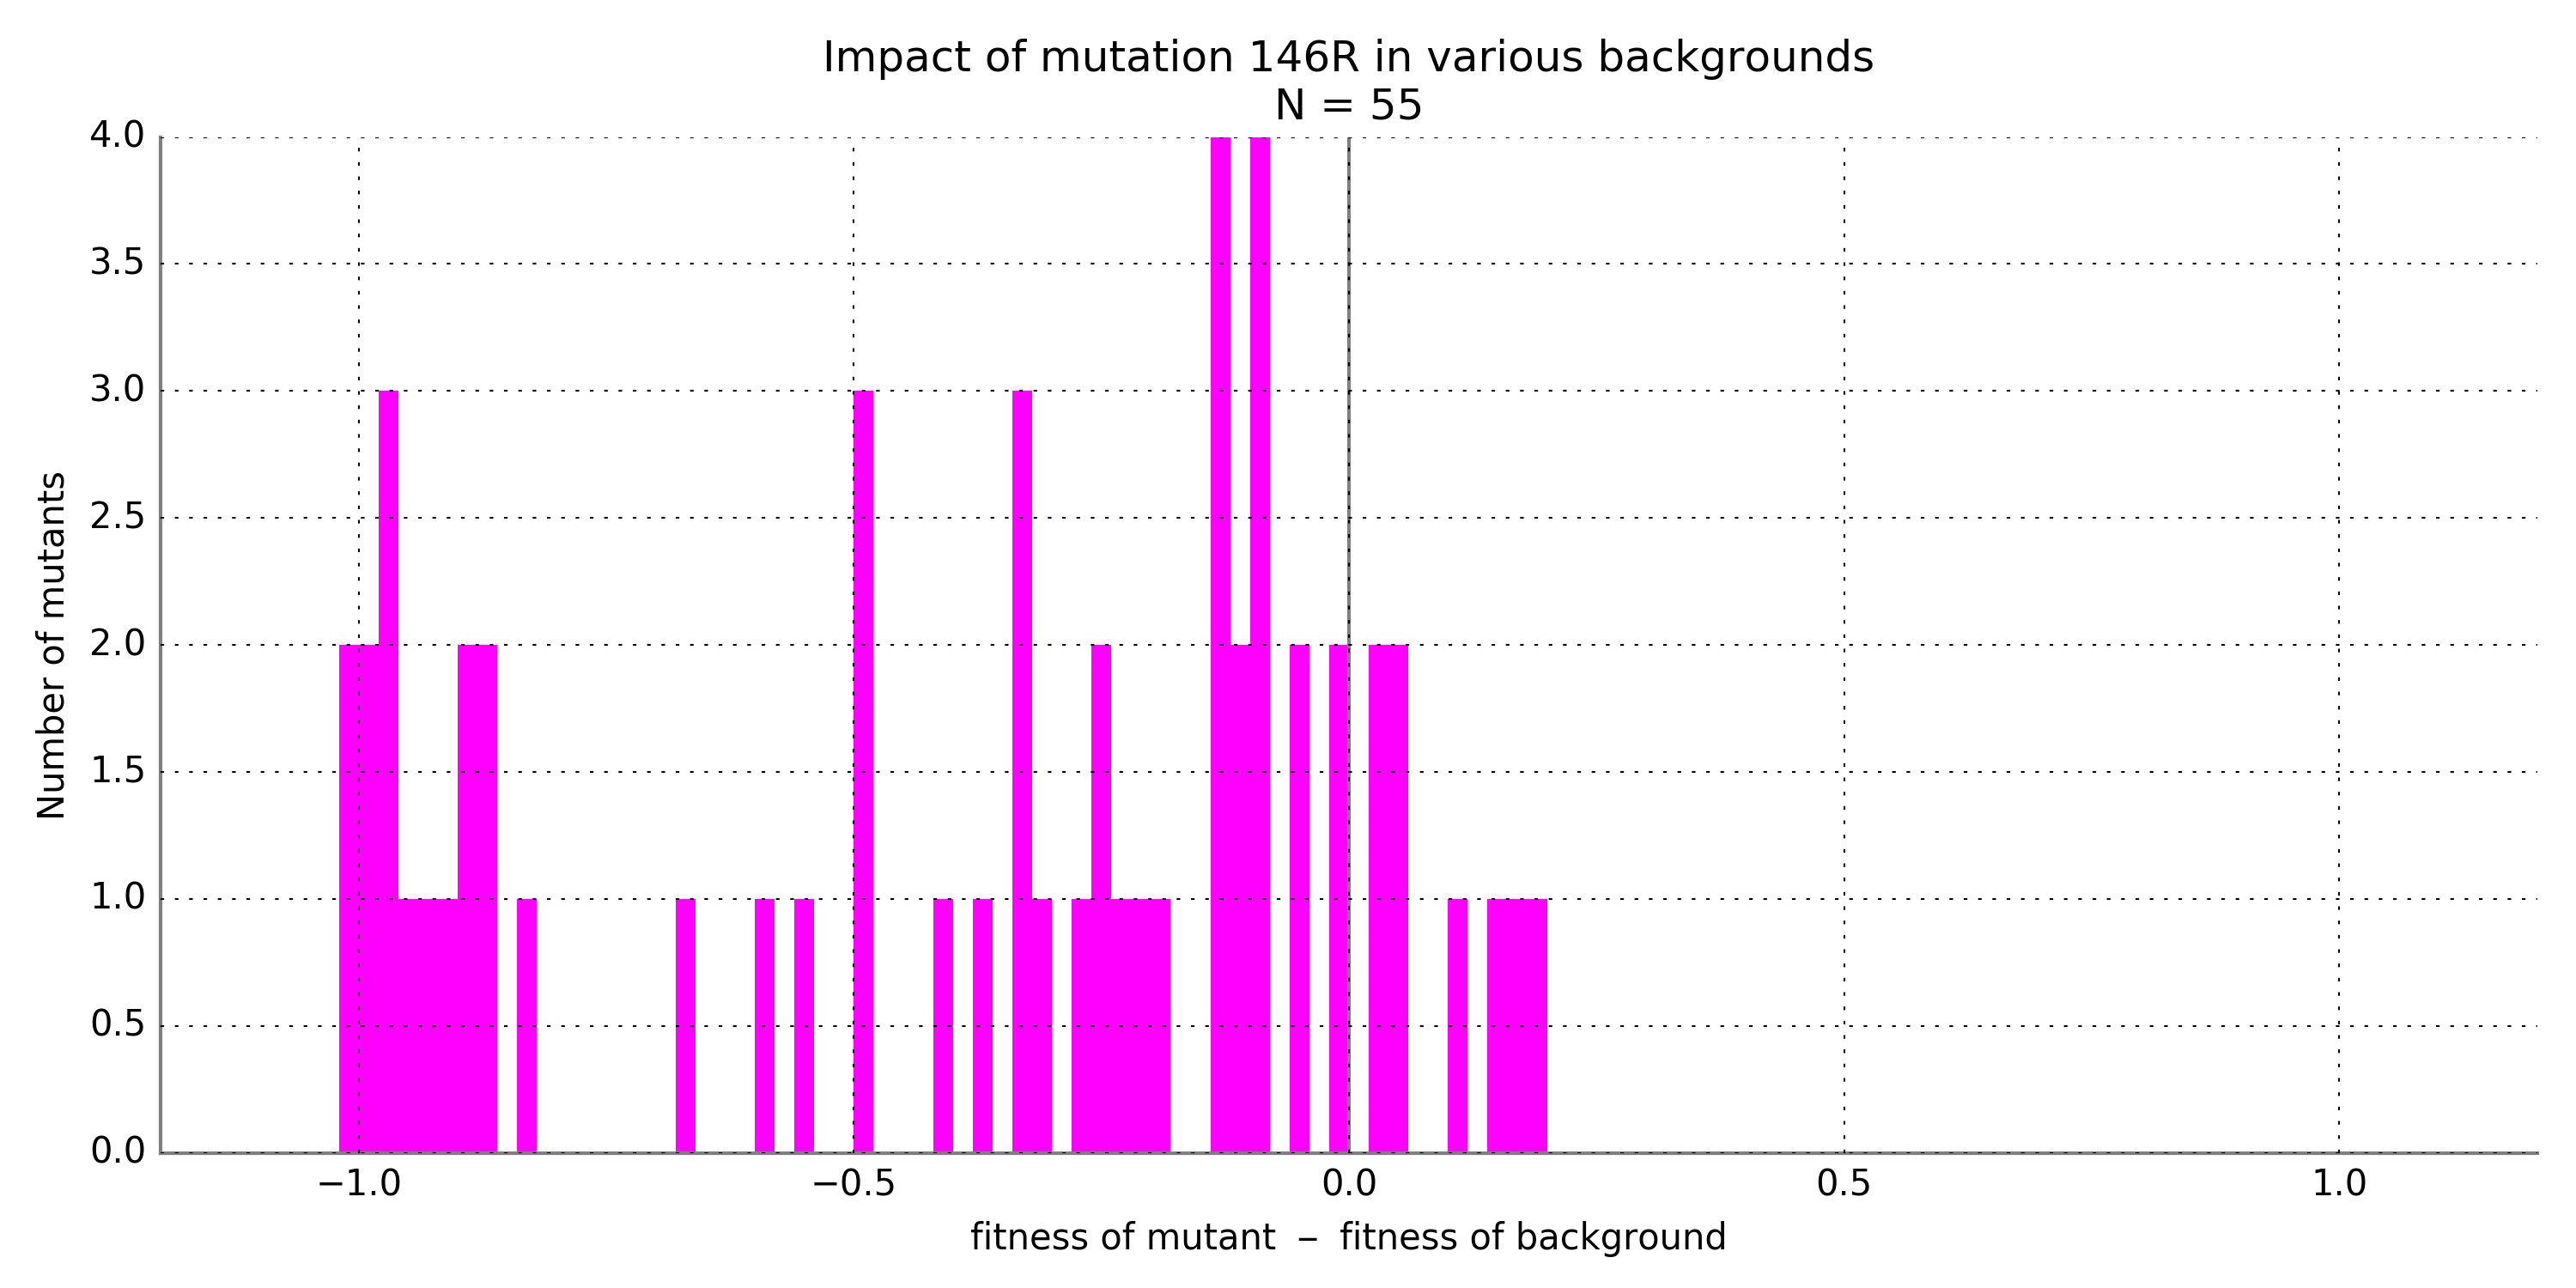 Impact of mutation 146R in various backgrounds
N = 55
4.0
3.5
3.0
2.5
2.0
1.5
1.0
0.5
0.0
Number of mutants
−1.0 −0.5 0.0 0.5 1.0
fitness of mutant – fitness of background